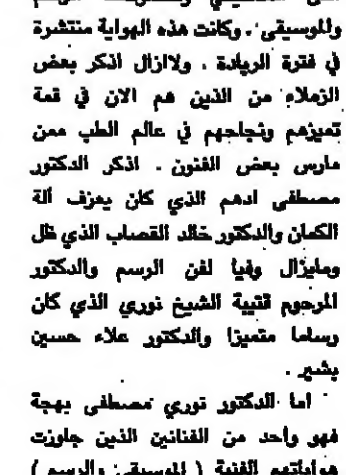 وللموسيقى . وكانت هذه الهواية منتشرة
في فترة الريادة . ولاازال اذكر بعض
الزملاء من الذين هم الان في قمة
تميزهم ونجاحهم في عالم الطب ممن
مارس بعض الفنون . اذكر الدكتور
مصطفى ادهم الذي كان يعزف آلة
الكمان والدكتور خالد القصاب الذي ظل
ومايزال وفيا لفن الرسم والدكتور
المرحوم قتيبة الشيخ نوري الذي كان
رساما متميزا والدكتور علاء حسين
بشير .
اما الدكتور نوري مصطفى بهجة
فهو واحد من الفنانين الذين جاوزت
هواياتهم الفنية ( الموسيقى والرسم )